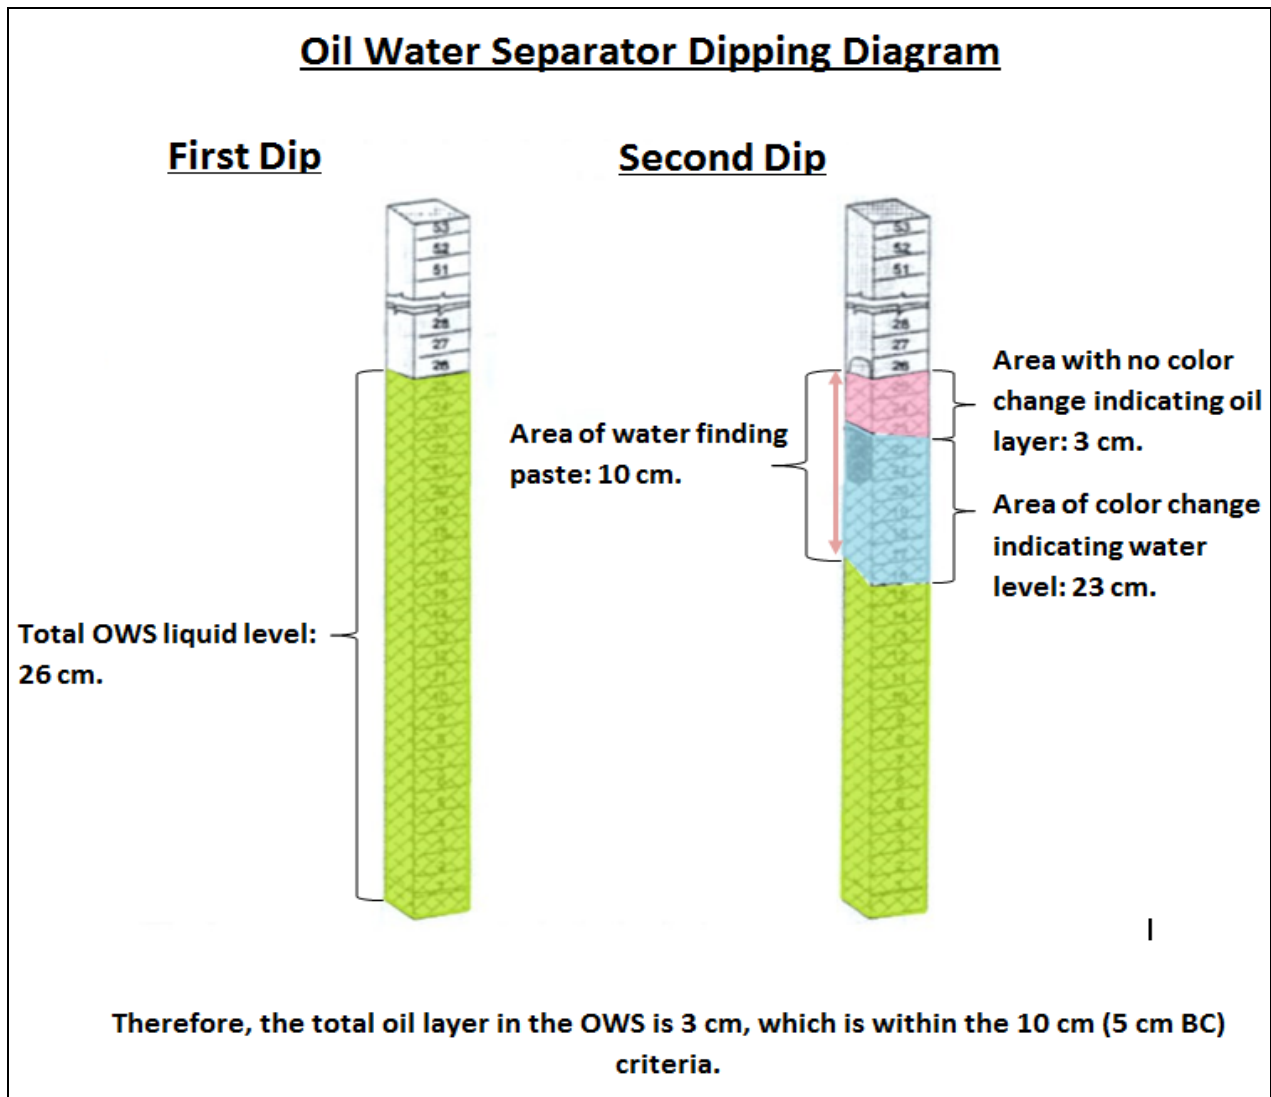 Oil Water Separator Dipping Diagram
First Dip
Second Dip
53
52
51
28
27
26
53
52
51
28
27
26
Area with no color
change indicating oil
layer: 3 cm.
Area of water finding
paste: 10 cm.
Area of color change
indicating water
level: 23 cm.
Total OWS liquid level:
26 cm.
Therefore, the total oil layer in the OWS is 3 cm, which is within the 10 cm (5 cm BC)
criteria.